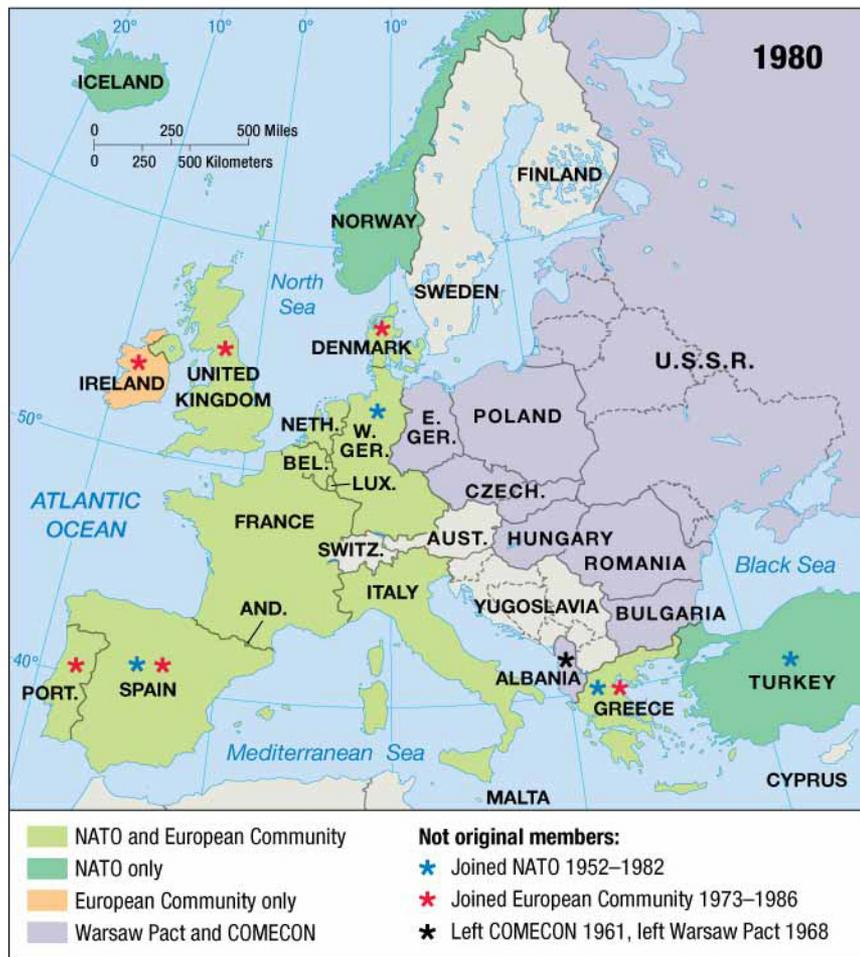 20°
10°
0°
10°
1980
ICELAND
0 250 500 Miles
0 250 500 Kilometers
FINLAND
NORWAY
North
Sea
SWEDEN
DENMARK
IRELAND
UNITED
KINGDOM
U.S.S.R.
50°
NETH.
W.
GER.
E.
GER.
POLAND
BEL.
LUX.
CZECH.
ATLANTIC
OCEAN
FRANCE
SWITZ.
AUST.
HUNGARY
ROMANIA
Black Sea
ITALY
AND.
YUGOSLAVIA
BULGARIA
40°
PORT.
SPAIN
ALBANIA
GREECE
TURKEY
Mediterranean Sea
MALTA
CYPRUS
NATO and European Community
NATO only
European Community only
Warsaw Pact and COMECON
Not original members:
* Joined NATO 1952–1982
* Joined European Community 1973–1986
* Left COMECON 1961, left Warsaw Pact 1968